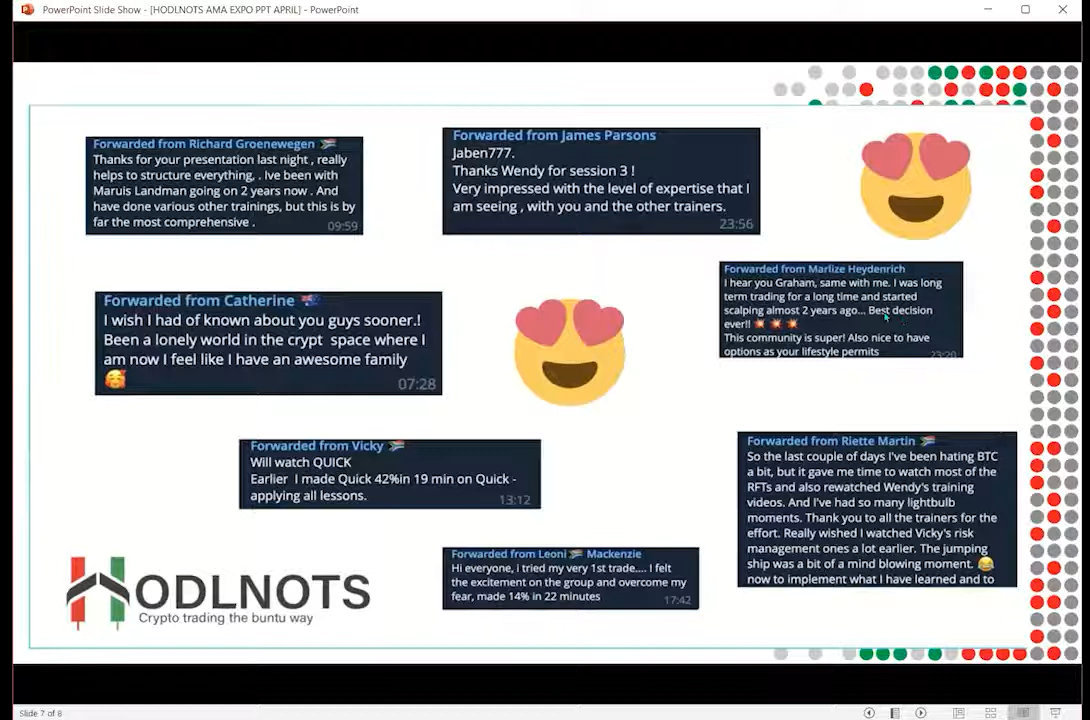 PowerPoint Slide Show - [HODLNOTS AMA EXPO PPT APRIL] - PowerPoint
Forwarded from Richard Groenewegen
Thanks for your presentation last night , really
helps to structure everything, . Ive been with
Maruis Landman going on 2 years now . And
have done various other trainings, but this is by
far the most comprehensive .
09:59
Forwarded from James Parsons
Jaben777.
Thanks Wendy for session 3 !
Very impressed with the level of expertise that I
am seeing , with you and the other trainers.
23:56
Forwarded from Marlize Heydenrich
I hear you Graham, same with me. I was long
term trading for a long time and started
scalping almost 2 years ago... Best decision
ever!! 💥 💥 💥
This community is super! Also nice to have
options as your lifestyle permits
23:20
Forwarded from Catherine 🇦🇺
I wish I had of known about you guys sooner.!
Been a lonely world in the crypt space where I
am now I feel like I have an awesome family
🥰
07:28
Forwarded from Vicky 🇿🇦
Will watch QUICK
Earlier I made Quick 42%in 19 min on Quick -
applying all lessons.
13:12
Forwarded from Riette Martin 🇿🇦
So the last couple of days I've been hating BTC
a bit, but it gave me time to watch most of the
RFTs and also rewatched Wendy's training
videos. And I've had so many lightbulb
moments. Thank you to all the trainers for the
effort. Really wished I watched Vicky's risk
management ones a lot earlier. The jumping
ship was a bit of a mind blowing moment. 😂
now to implement what I have learned and to
Forwarded from Leoni 🇿🇦 Mackenzie
Hi everyone, i tried my very 1st trade.... I felt
the excitement on the group and overcome my
fear, made 14% in 22 minutes
17:42
HODLNOTS
Crypto trading the buntu way
Slide 7 of 8